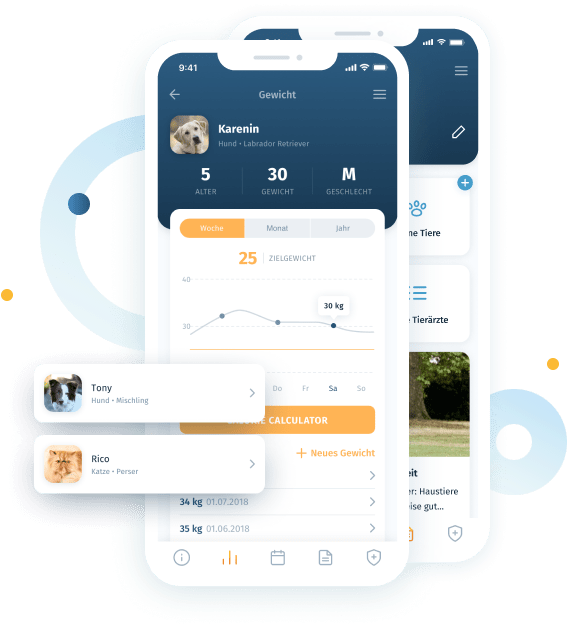 9:41
Gewicht
Karenin
Hund • Labrador Retriever
5
30
M
ALTER
GEWICHT
GESCHLECHT
Woche
Monat
Jahr
25
ZIELGEWICHT
40
30 kg
30
Do
Fr
Sa
So
CALCULATOR
Neues Gewicht
34 kg 01.07.2018
35 kg 01.06.2018
Tony
Hund • Mischling
Rico
Katze • Perser
ne Tiere
Tierärzte
eit
er: Haustiere
ise gut...